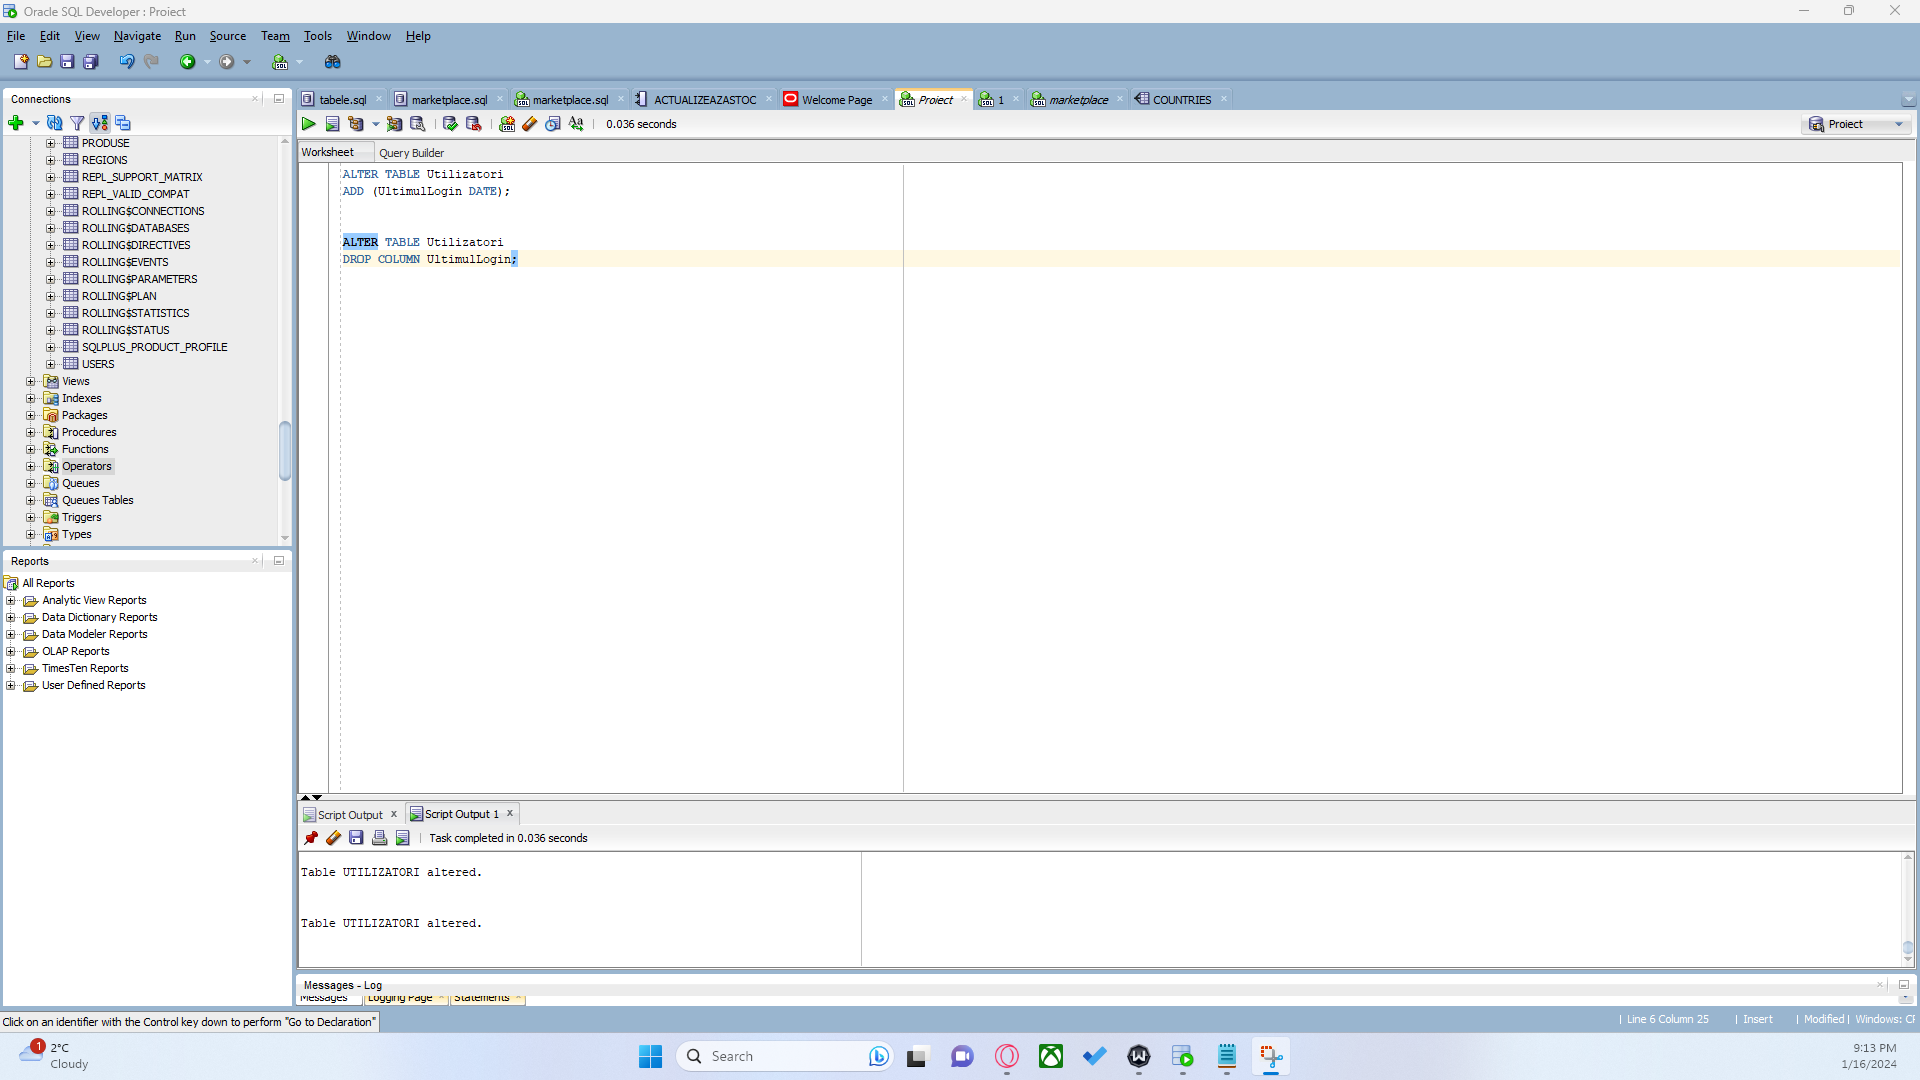 Oracle SQL Developer : Proiect
File Edit View Navigate Run Source Team Tools Window Help
Connections
PRODUSE
REGIONS
REPL_SUPPORT_MATRIX
REPL_VALID_COMPAT
ROLLING$CONNECTIONS
ROLLING$DATABASES
ROLLING$DIRECTIVES
ROLLING$EVENTS
ROLLING$PARAMETERS
ROLLING$PLAN
ROLLING$STATISTICS
ROLLING$STATUS
SQLPLUS_PRODUCT_PROFILE
USERS
Views
Indexes
Packages
Procedures
Functions
Operators
Queues
Queues Tables
Triggers
Types
Reports
All Reports
Analytic View Reports
Data Dictionary Reports
Data Modeler Reports
OLAP Reports
TimesTen Reports
User Defined Reports
tabele.sql marketplace.sql marketplace.sql ACTUALIZEAZASTOC Welcome Page Proiect 1 marketplace COUNTRIES
0.036 seconds
Proiect
Worksheet Query Builder
ALTER TABLE Utilizatori
ADD (UltimulLogin DATE);
ALTER TABLE Utilizatori
DROP COLUMN UltimulLogin;
Script Output x Script Output 1 x
Task completed in 0.036 seconds
Table UTILIZATORI altered.
Table UTILIZATORI altered.
Messages - Log
Messages Logging Page Statements
Click on an identifier with the Control key down to perform "Go to Declaration"
Line 6 Column 25 Insert Modified Windows: CF
1
2°C
Cloudy
Search
9:13 PM
1/16/2024